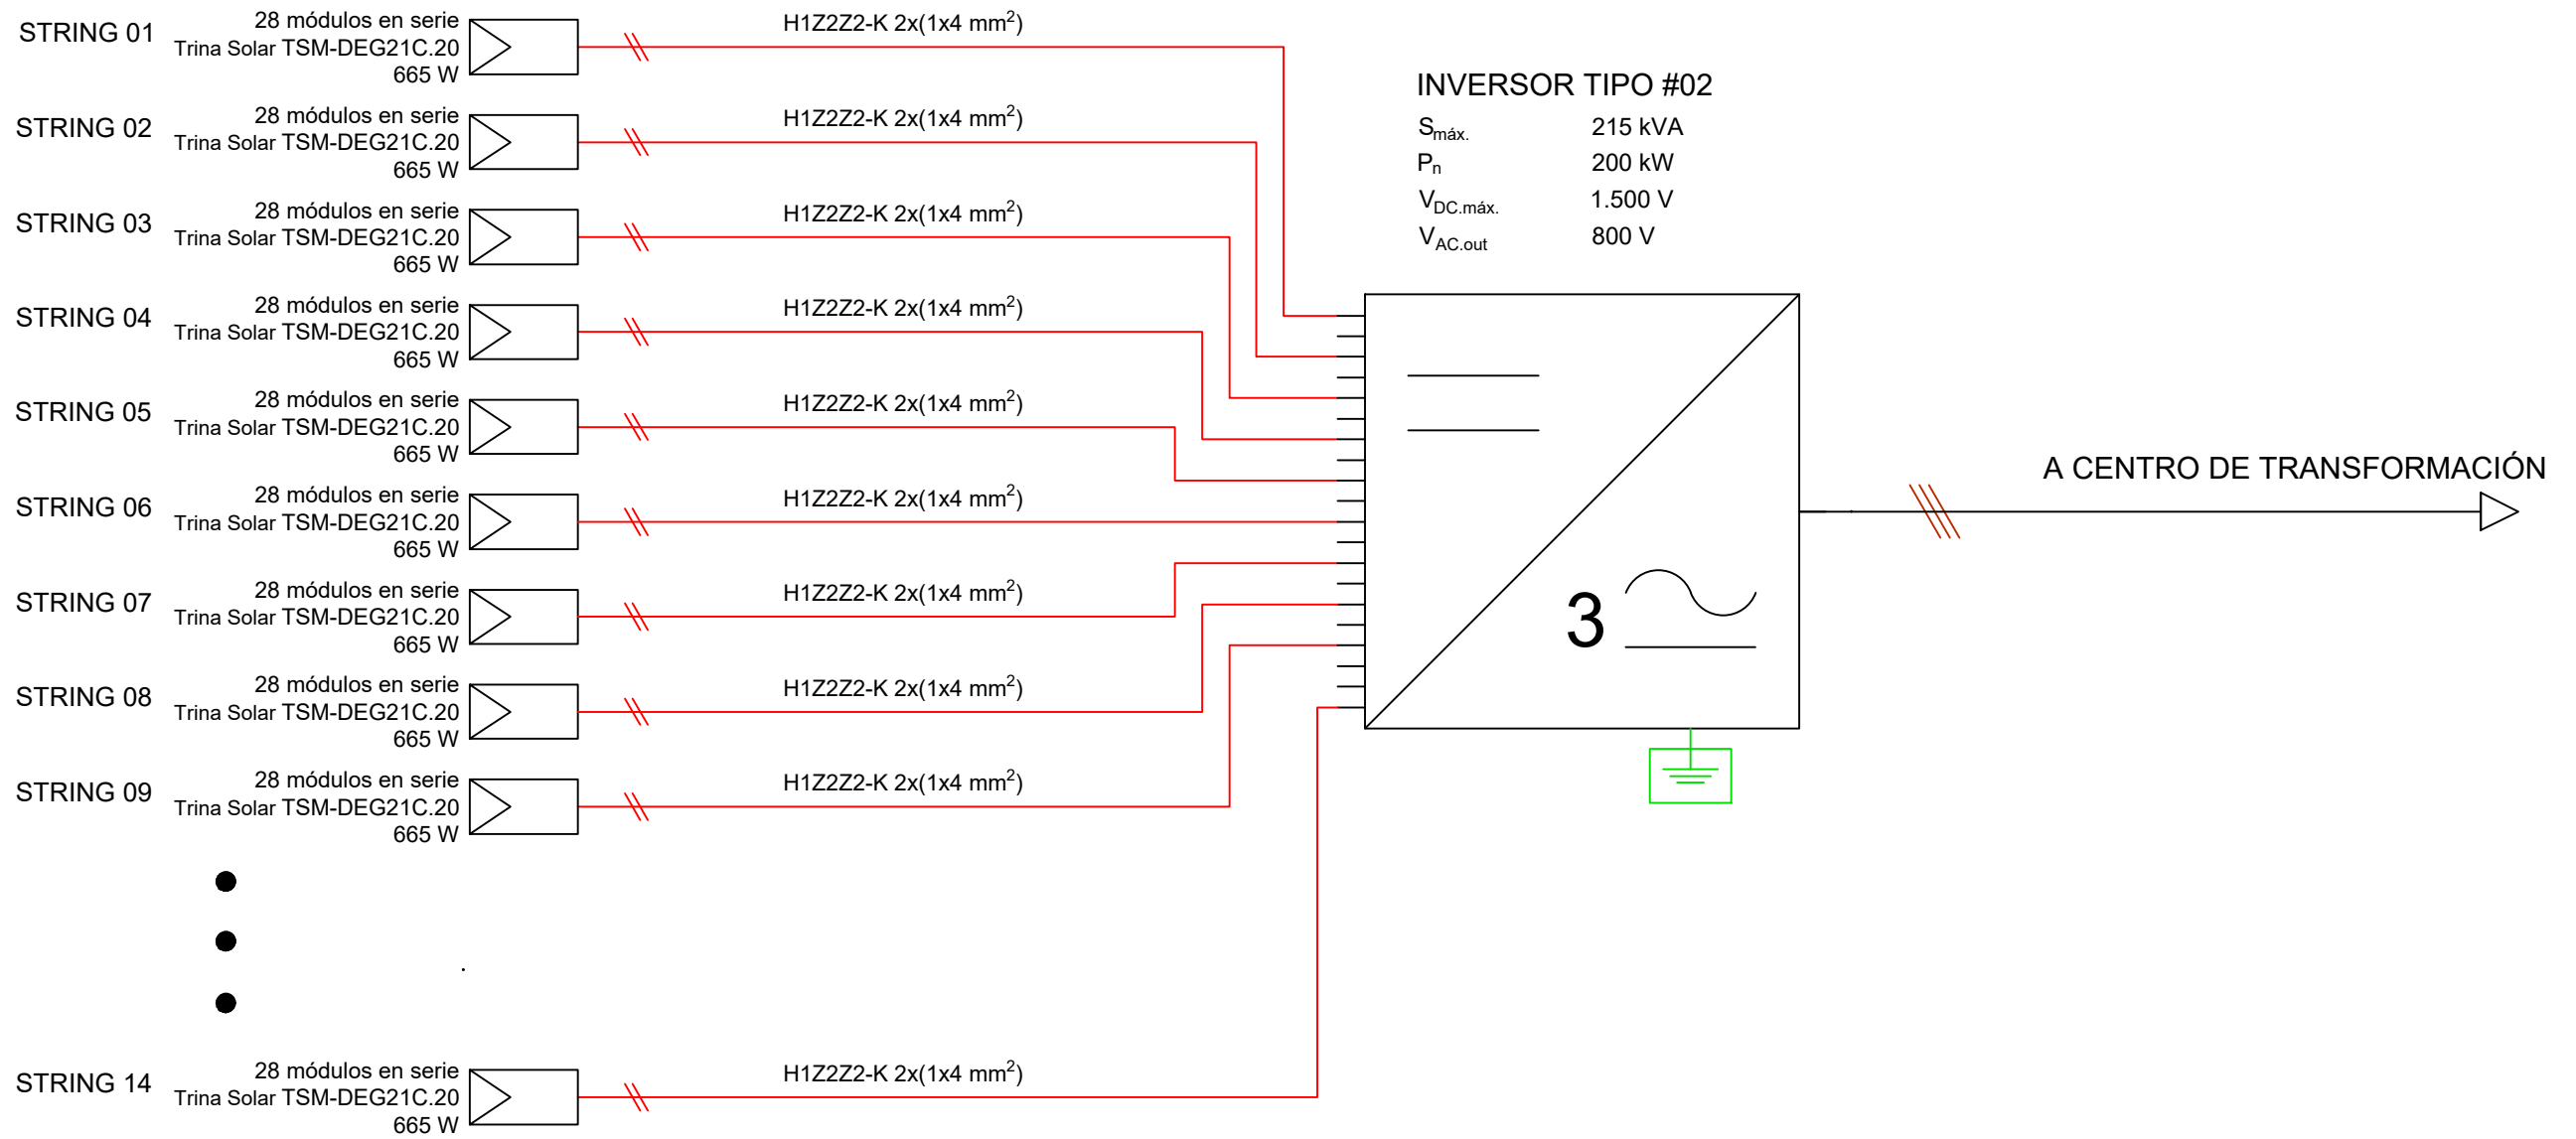 STRING 01
28 módulos en serie
Trina Solar TSM-DEG21C.20
665 W
H1Z2Z2-K 2x(1x4 mm²)
STRING 02
28 módulos en serie
Trina Solar TSM-DEG21C.20
665 W
H1Z2Z2-K 2x(1x4 mm²)
STRING 03
28 módulos en serie
Trina Solar TSM-DEG21C.20
665 W
H1Z2Z2-K 2x(1x4 mm²)
STRING 04
28 módulos en serie
Trina Solar TSM-DEG21C.20
665 W
H1Z2Z2-K 2x(1x4 mm²)
STRING 05
28 módulos en serie
Trina Solar TSM-DEG21C.20
665 W
H1Z2Z2-K 2x(1x4 mm²)
STRING 06
28 módulos en serie
Trina Solar TSM-DEG21C.20
665 W
H1Z2Z2-K 2x(1x4 mm²)
STRING 07
28 módulos en serie
Trina Solar TSM-DEG21C.20
665 W
H1Z2Z2-K 2x(1x4 mm²)
STRING 08
28 módulos en serie
Trina Solar TSM-DEG21C.20
665 W
H1Z2Z2-K 2x(1x4 mm²)
STRING 09
28 módulos en serie
Trina Solar TSM-DEG21C.20
665 W
H1Z2Z2-K 2x(1x4 mm²)
STRING 14
28 módulos en serie
Trina Solar TSM-DEG21C.20
665 W
H1Z2Z2-K 2x(1x4 mm²)
INVERSOR TIPO #02
Smáx. 215 kVA
Pn 200 kW
VDC.máx. 1.500 V
VAC.out 800 V
3
A CENTRO DE TRANSFORMACIÓN